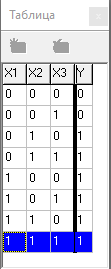 Таблица
X1 X2 X3 Y
0 0 0 0
0 0 1 0
0 1 0 1
0 1 1 1
1 0 0 1
1 0 1 1
1 1 0 1
1 1 1 1